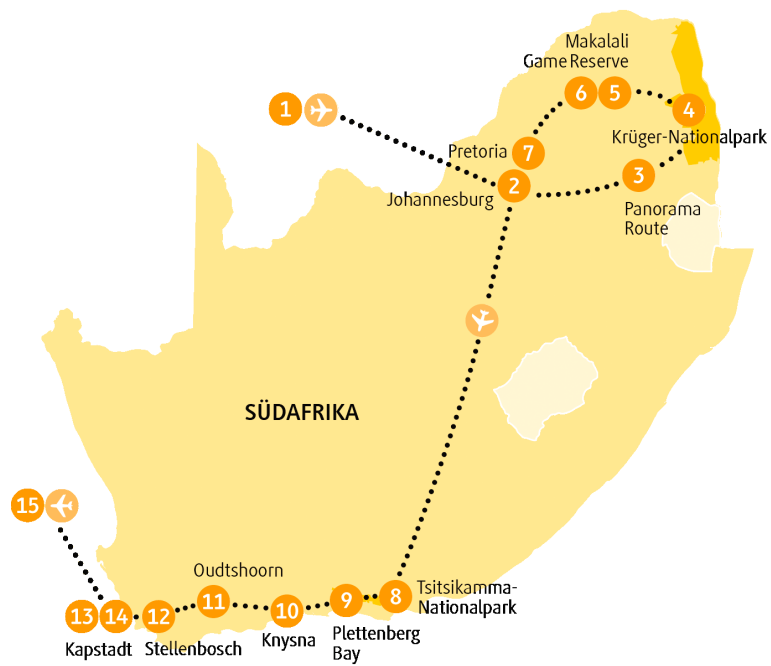 Makalali
Game Reserve
1
6
5
4
Krüger-Nationalpark
Pretoria
7
2
3
Johannesburg
Panorama
Route
SÜDAFRIKA
15
Oudtshoorn
Tsitsikamma-
Nationalpark
13
14
12
11
10
9
8
Kapstadt
Stellenbosch
Knysna
Plettenberg
Bay